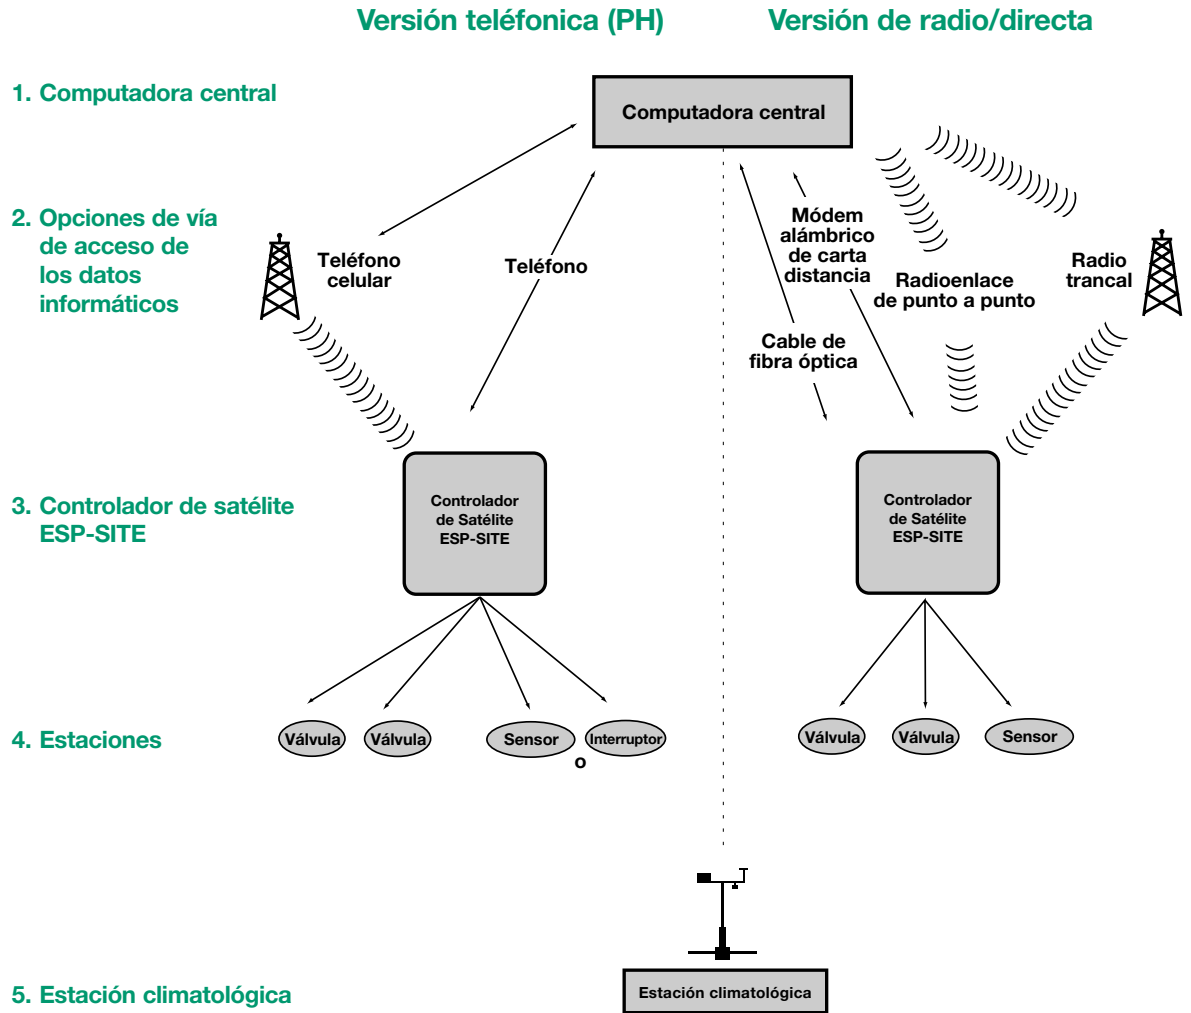 Versión teléfonica (PH)
Versión de radio/directa
1. Computadora central
Computadora central
2. Opciones de vía
de acceso de
los datos
informáticos
Teléfono
celular
Teléfono
Módem
alámbrico
de carta
distancia
Radioenlace
de punto a punto
Radio
trancal
Cable de
fibra óptica
3. Controlador de satélite
ESP-SITE
Controlador
de Satélite
ESP-SITE
Controlador
de Satélite
ESP-SITE
4. Estaciones
Válvula
Válvula
Sensor
o
Interruptor
Válvula
Válvula
Sensor
5. Estación climatológica
Estación climatológica